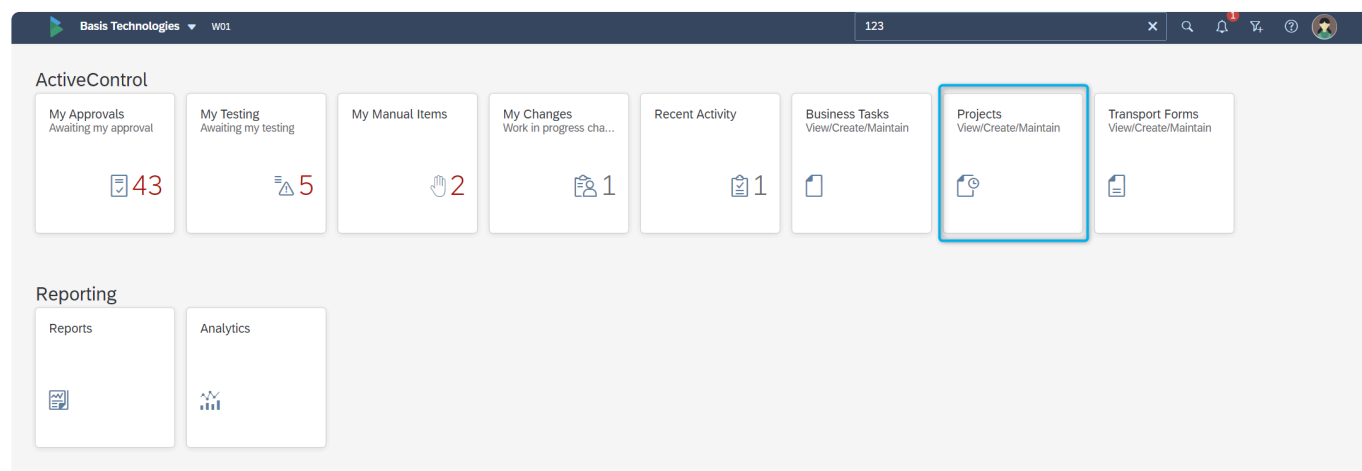 Basis Technologies W01 123 1
ActiveControl
My Approvals
Awaiting my approval
43
My Testing
Awaiting my testing
5
My Manual Items
2
My Changes
Work in progress cha...
1
Recent Activity
1
Business Tasks
View/Create/Maintain
Projects
View/Create/Maintain
Transport Forms
View/Create/Maintain
Reporting
Reports
Analytics